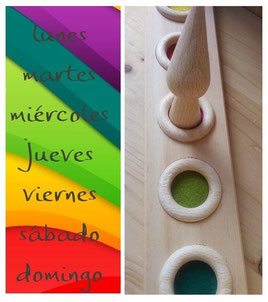 lunes
martes
miércoles
jueves
viernes
sábado
domingo